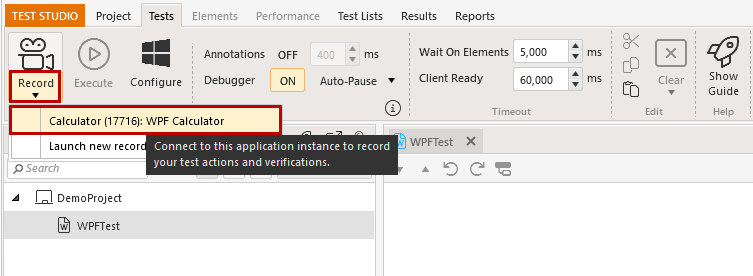 TEST STUDIO Project Tests Elements Performance Test Lists Results Reports
Annotations OFF 400 ms
Wait On Elements 5,000 ms
Record Execute Configure
Debugger ON Auto-Pause
Client Ready 60,000 ms
Clear Show Guide
Timeout Edit Help
Calculator (17716): WPF Calculator
Launch new record
Connect to this application instance to record
your test actions and verifications.
WPFTest
Search
DemoProject
WPFTest